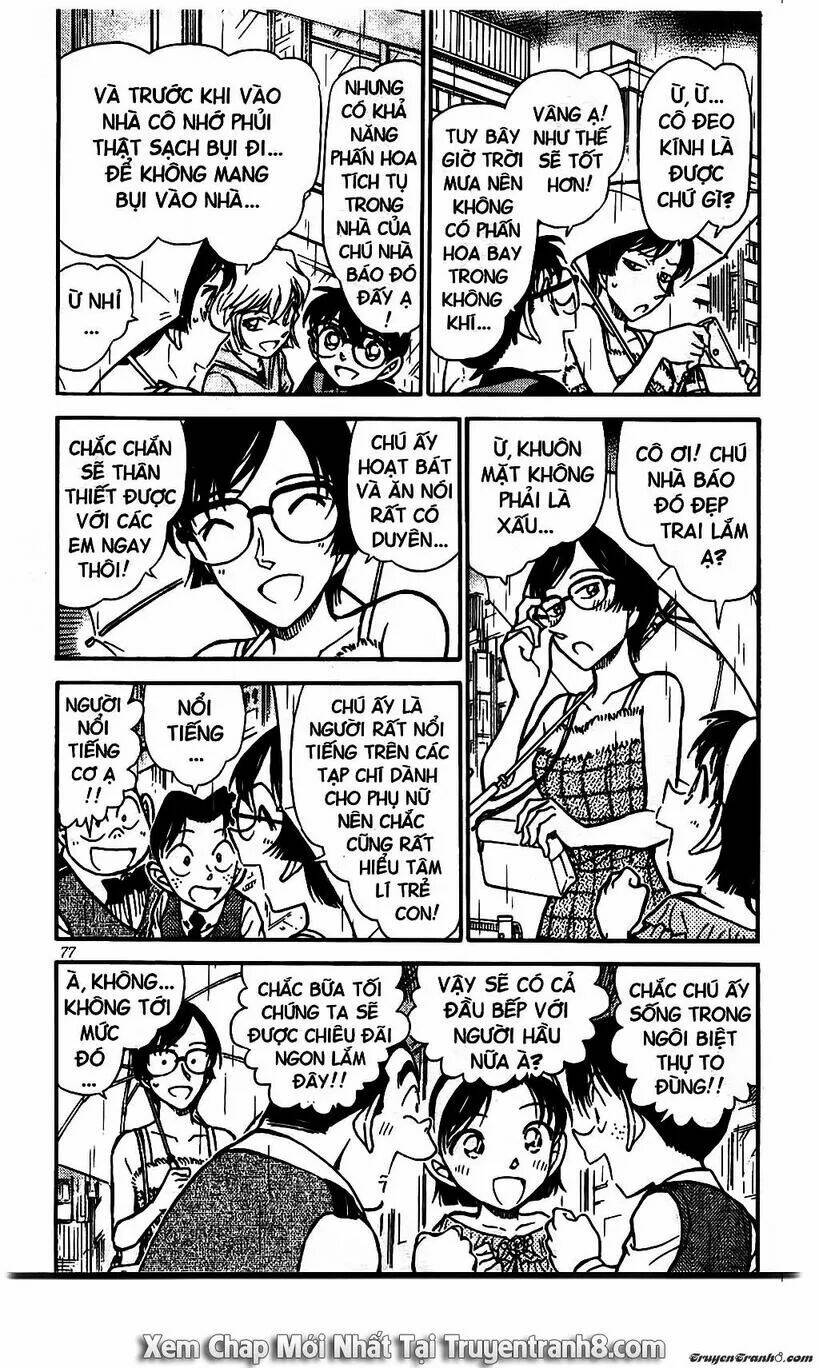 Ừ, Ừ...
CÔ ĐEO
KÍNH LÀ
ĐƯỢC
CHỨ GÌ?
VÂNG Ạ!
NHƯ THẾ
SẼ TỐT
HƠN!
TUY BÂY
GIỜ TRỜI
MƯA NÊN
KHÔNG
CÓ PHẤN
HOA BAY
TRONG
KHÔNG
KHÍ...
NHƯNG
CÓ KHẢ
NĂNG
PHẤN HOA
TÍCH TỤ
TRONG
NHÀ CỦA
CHÚ NHÀ
BÁO ĐÓ
ĐẤY Ạ
!
VÀ TRƯỚC KHI VÀO
NHÀ CÔ NHỚ PHỦI
THẬT SẠCH BỤI ĐI...
ĐỂ KHÔNG MANG
BỤI VÀO NHÀ...
Ừ NHỈ
...
CÔ ƠI! CHÚ
NHÀ BÁO
ĐÓ ĐẸP
TRAI LẮM
Ạ?
Ừ, KHUÔN
MẶT KHÔNG
PHẢI LÀ
XẤU...
CHÚ ẤY
HOẠT BÁT
VÀ ĂN NÓI
RẤT CÓ
DUYÊN...
CHẮC CHẮN
SẼ THÂN
THIẾT ĐƯỢC
VỚI CÁC
EM NGAY
THÔI!
CHÚ ẤY LÀ
NGƯỜI RẤT NỔI
TIẾNG TRÊN CÁC
TẠP CHÍ DÀNH
CHO PHỤ NỮ
NÊN CHẮC
CŨNG RẤT
HIỂU TÂM
LÍ TRẺ
CON!
NỔI
TIẾNG
...
NGƯỜI
NỔI
TIẾNG
CƠ Ạ
!!
77
CHẮC CHÚ ẤY
SỐNG TRONG
NGÔI BIỆT
THỰ TO
ĐÙNG!!
VẬY SẼ CÓ CẢ
ĐẦU BẾP VỚI
NGƯỜI HẦU
NỮA À?
CHẮC BỮA TỐI
CHÚNG TA SẼ
ĐƯỢC CHIÊU ĐÃI
NGON LẮM
ĐÂY!!
À, KHÔNG...
KHÔNG TỚI
MỨC
ĐÓ
...
Xem Chap Mới Nhất Tại Truyentranh8.com
TruyenTranh8.com